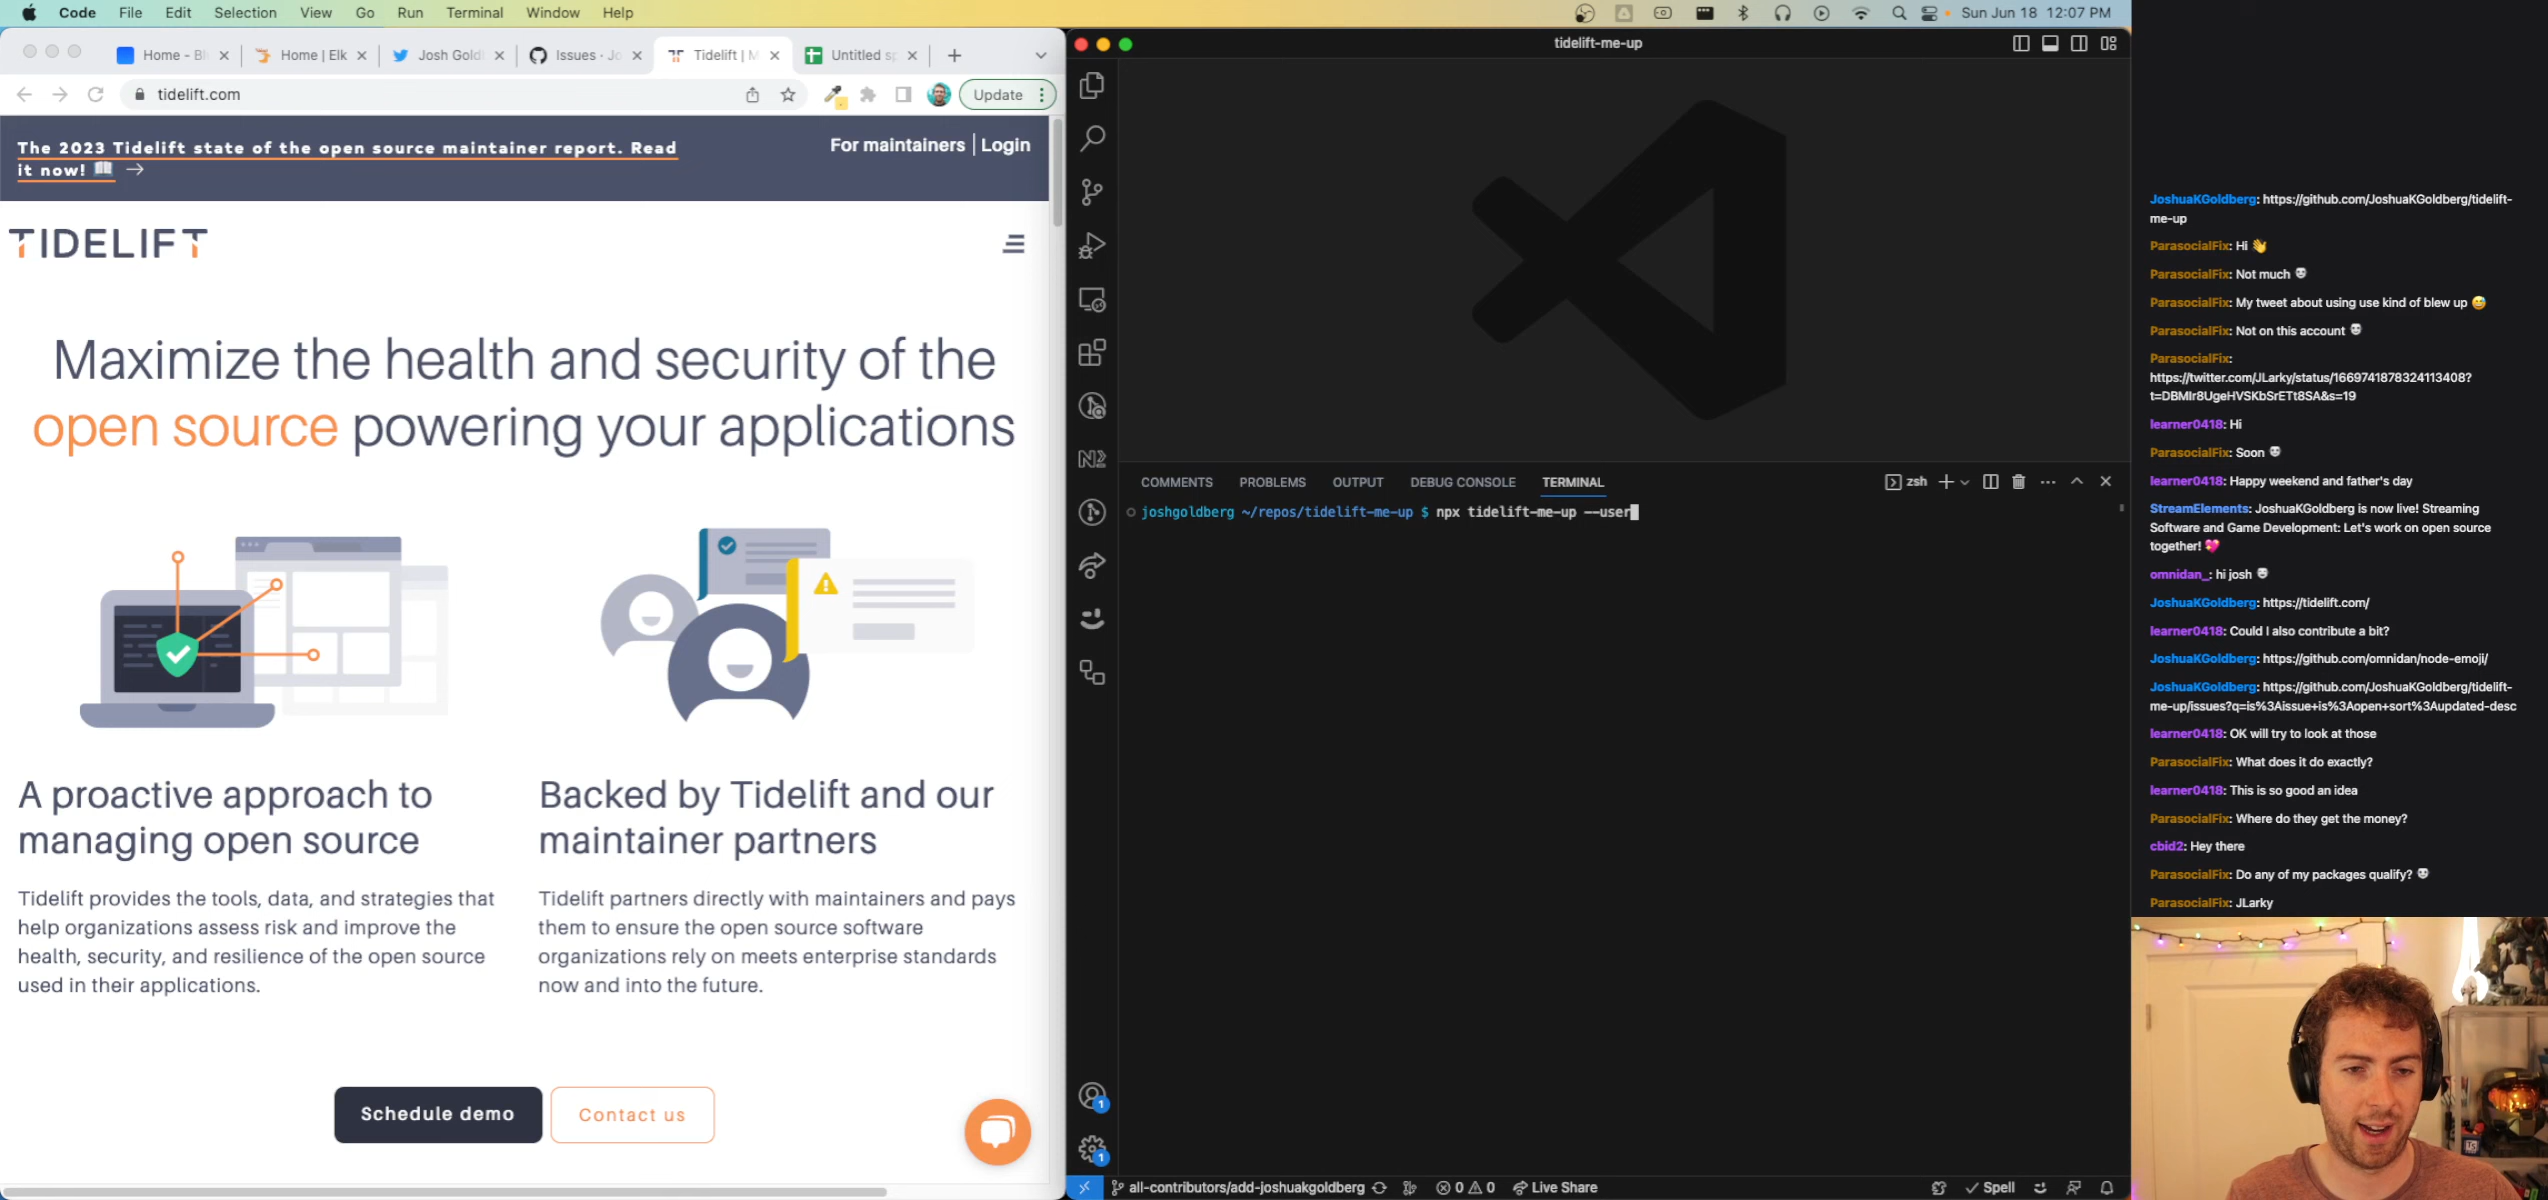 Code File Edit Selection View Go Run Terminal Window Help
Sun Jun 18 12:07 PM
Home - Bl
Home | Elk
Josh Gold
Issues · Jo
Tidelift | M
Untitled sp
tidelift.com
Update
The 2023 Tidelift state of the open source maintainer report. Read
it now! 📖 →
For maintainers | Login
TIDELIFT
Maximize the health and security of the
open source powering your applications
A proactive approach to
managing open source
Tidelift provides the tools, data, and strategies that
help organizations assess risk and improve the
health, security, and resilience of the open source
used in their applications.
Backed by Tidelift and our
maintainer partners
Tidelift partners directly with maintainers and pays
them to ensure the open source software
organizations rely on meets enterprise standards
now and into the future.
Schedule demo
Contact us
tidelift-me-up
COMMENTS PROBLEMS OUTPUT DEBUG CONSOLE TERMINAL
zsh
joshgoldberg ~/repos/tidelift-me-up $ npx tidelift-me-up --user
1
1
all-contributors/add-joshuakgoldberg
0 0
Live Share
Spell
JoshuaKGoldberg: https://github.com/JoshuaKGoldberg/tidelift-
me-up
ParasocialFix: Hi 👋
ParasocialFix: Not much
ParasocialFix: My tweet about using use kind of blew up 😅
ParasocialFix: Not on this account
ParasocialFix:
https://twitter.com/JLarky/status/1669741878324113408?
t=DBMlr8UgeHVSKbSrETt8SA&s=19
learner0418: Hi
ParasocialFix: Soon
learner0418: Happy weekend and father's day
StreamElements: JoshuaKGoldberg is now live! Streaming
Software and Game Development: Let's work on open source
together! 💖
omnidan_: hi josh
JoshuaKGoldberg: https://tidelift.com/
learner0418: Could I also contribute a bit?
JoshuaKGoldberg: https://github.com/omnidan/node-emoji/
JoshuaKGoldberg: https://github.com/JoshuaKGoldberg/tidelift-
me-up/issues?q=is%3Aissue+is%3Aopen+sort%3Aupdated-desc
learner0418: OK will try to look at those
ParasocialFix: What does it do exactly?
learner0418: This is so good an idea
ParasocialFix: Where do they get the money?
cbid2: Hey there
ParasocialFix: Do any of my packages qualify?
ParasocialFix: JLarky